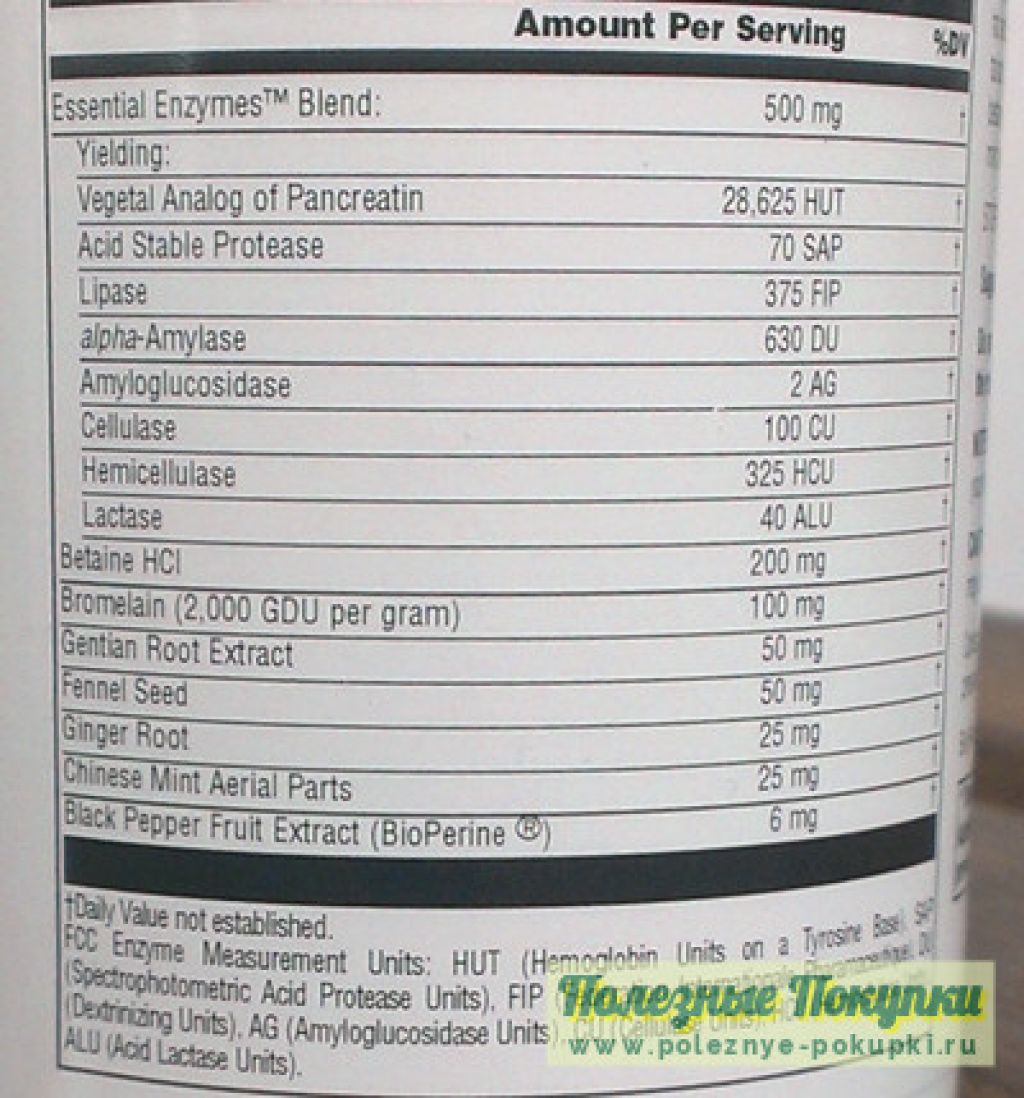 Amount Per Serving %DV
Essential Enzymes™ Blend: 500 mg †
Yielding:
Vegetal Analog of Pancreatin 28,625 HUT †
Acid Stable Protease 70 SAP †
Lipase 375 FIP †
alpha-Amylase 630 DU †
Amyloglucosidase 2 AG †
Cellulase 100 CU †
Hemicellulase 325 HCU †
Lactase 40 ALU †
Betaine HCl 200 mg †
Bromelain (2,000 GDU per gram) 100 mg †
Gentian Root Extract 50 mg †
Fennel Seed 50 mg †
Ginger Root 25 mg †
Chinese Mint Aerial Parts 25 mg †
Black Pepper Fruit Extract (BioPerine ®) 6 mg †
†Daily Value not established.
FCC Enzyme Measurement Units: HUT (Hemoglobin Units on a Tyrosine Base), SAP
(Spectrophotometric Acid Protease Units), FIP
(Dextrinizing Units), AG (Amyloglucosidase Units), CU (Cellulase Units),
ALU (Acid Lactase Units).
Полезные Покупки
www.poleznye-pokupki.ru